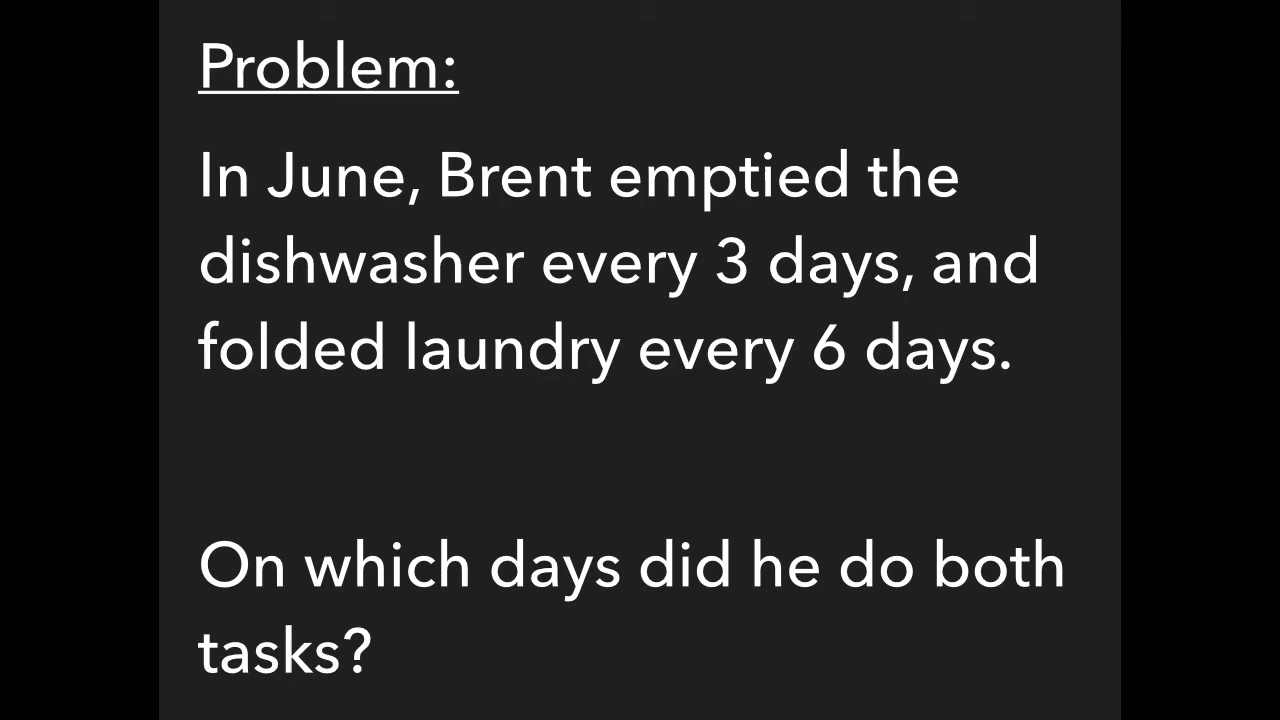 Problem:
In June, Brent emptied the
dishwasher every 3 days, and
folded laundry every 6 days.
On which days did he do both
tasks?